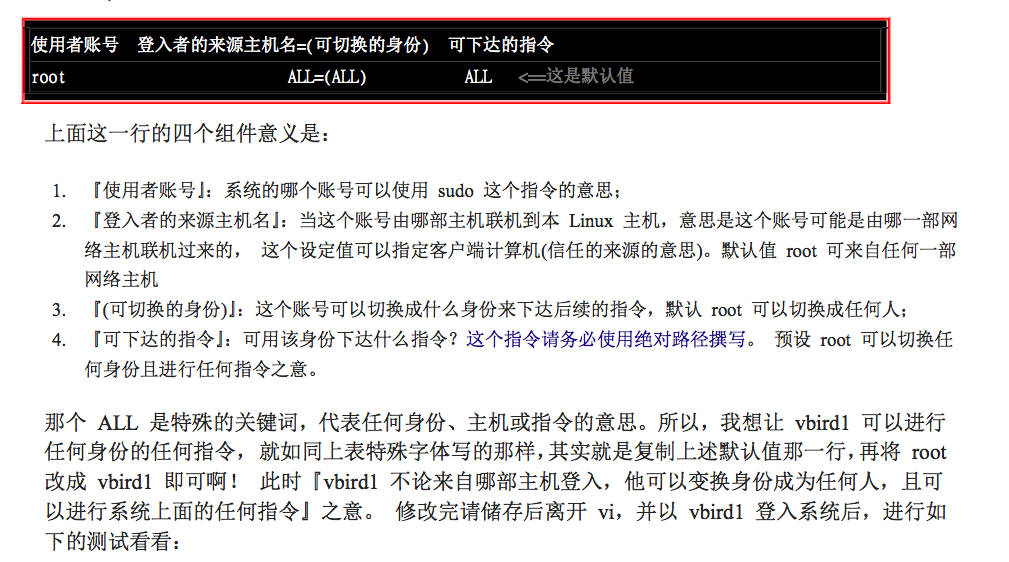 使用者账号 登入者的来源主机名=(可切换的身份) 可下达的指令
root ALL=(ALL) ALL <==这是默认值
上面这一行的四个组件意义是：
1. 『使用者账号』：系统的哪个账号可以使用 sudo 这个指令的意思；
2. 『登入者的来源主机名』：当这个账号由哪部主机联机到本 Linux 主机，意思是这个账号可能是由哪一部网
络主机联机过来的， 这个设定值可以指定客户端计算机(信任的来源的意思)。默认值 root 可来自任何一部
网络主机
3. 『(可切换的身份)』：这个账号可以切换成什么身份来下达后续的指令，默认 root 可以切换成任何人；
4. 『可下达的指令』：可用该身份下达什么指令？这个指令请务必使用绝对路径撰写。 预设 root 可以切换任
何身份且进行任何指令之意。
那个 ALL 是特殊的关键词，代表任何身份、主机或指令的意思。所以，我想让 vbird1 可以进行
任何身份的任何指令， 就如同上表特殊字体写的那样，其实就是复制上述默认值那一行，再将 root
改成 vbird1 即可啊！ 此时『vbird1 不论来自哪部主机登入，他可以变换身份成为任何人，且可
以进行系统上面的任何指令』之意。 修改完请储存后离开 vi，并以 vbird1 登入系统后，进行如
下的测试看看：